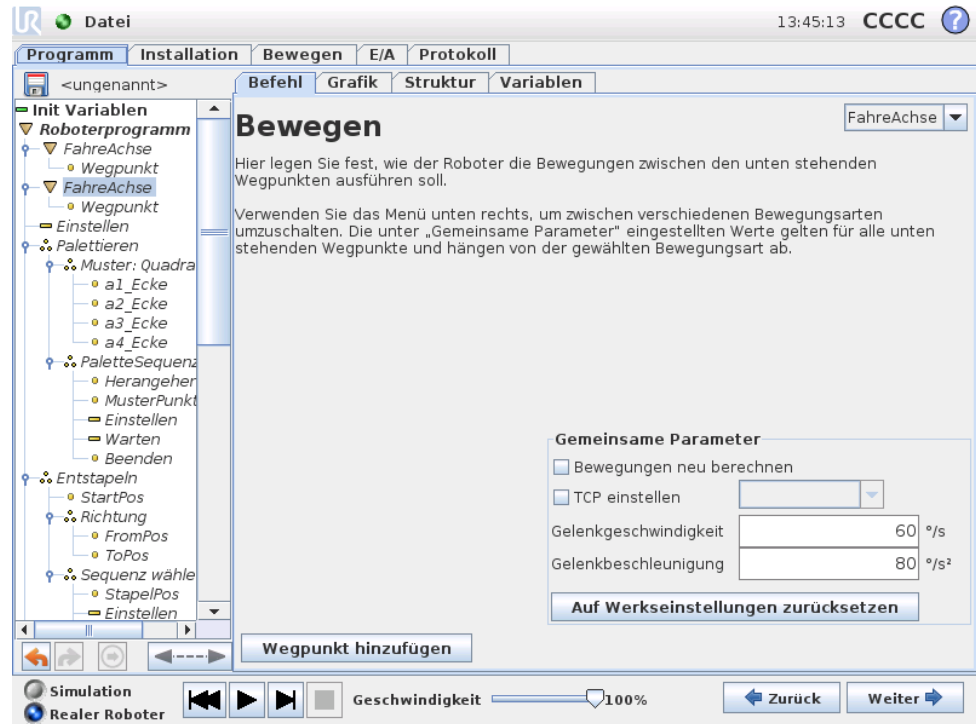 UR Datei 13:45:13 CCCC ?
Programm Installation Bewegen E/A Protokoll
<ungenannt>
Befehl Grafik Struktur Variablen
Init Variablen
Roboterprogramm
FahreAchse
Wegpunkt
FahreAchse
Wegpunkt
Einstellen
Palettieren
Muster: Quadra
a1_Ecke
a2_Ecke
a3_Ecke
a4_Ecke
PaletteSequenz
Herangehen
MusterPunkt
Einstellen
Warten
Beenden
Entstapeln
StartPos
Richtung
FromPos
ToPos
Sequenz wähle
StapelPos
Einstellen
Bewegen
FahreAchse
Hier legen Sie fest, wie der Roboter die Bewegungen zwischen den unten stehenden
Wegpunkten ausführen soll.
Verwenden Sie das Menü unten rechts, um zwischen verschiedenen Bewegungsarten
umzuschalten. Die unter „Gemeinsame Parameter" eingestellten Werte gelten für alle unten
stehenden Wegpunkte und hängen von der gewählten Bewegungsart ab.
Gemeinsame Parameter
Bewegungen neu berechnen
TCP einstellen
Gelenkgeschwindigkeit 60 °/s
Gelenkbeschleunigung 80 °/s²
Auf Werkseinstellungen zurücksetzen
Wegpunkt hinzufügen
Simulation
Realer Roboter
Geschwindigkeit 100%
Zurück Weiter